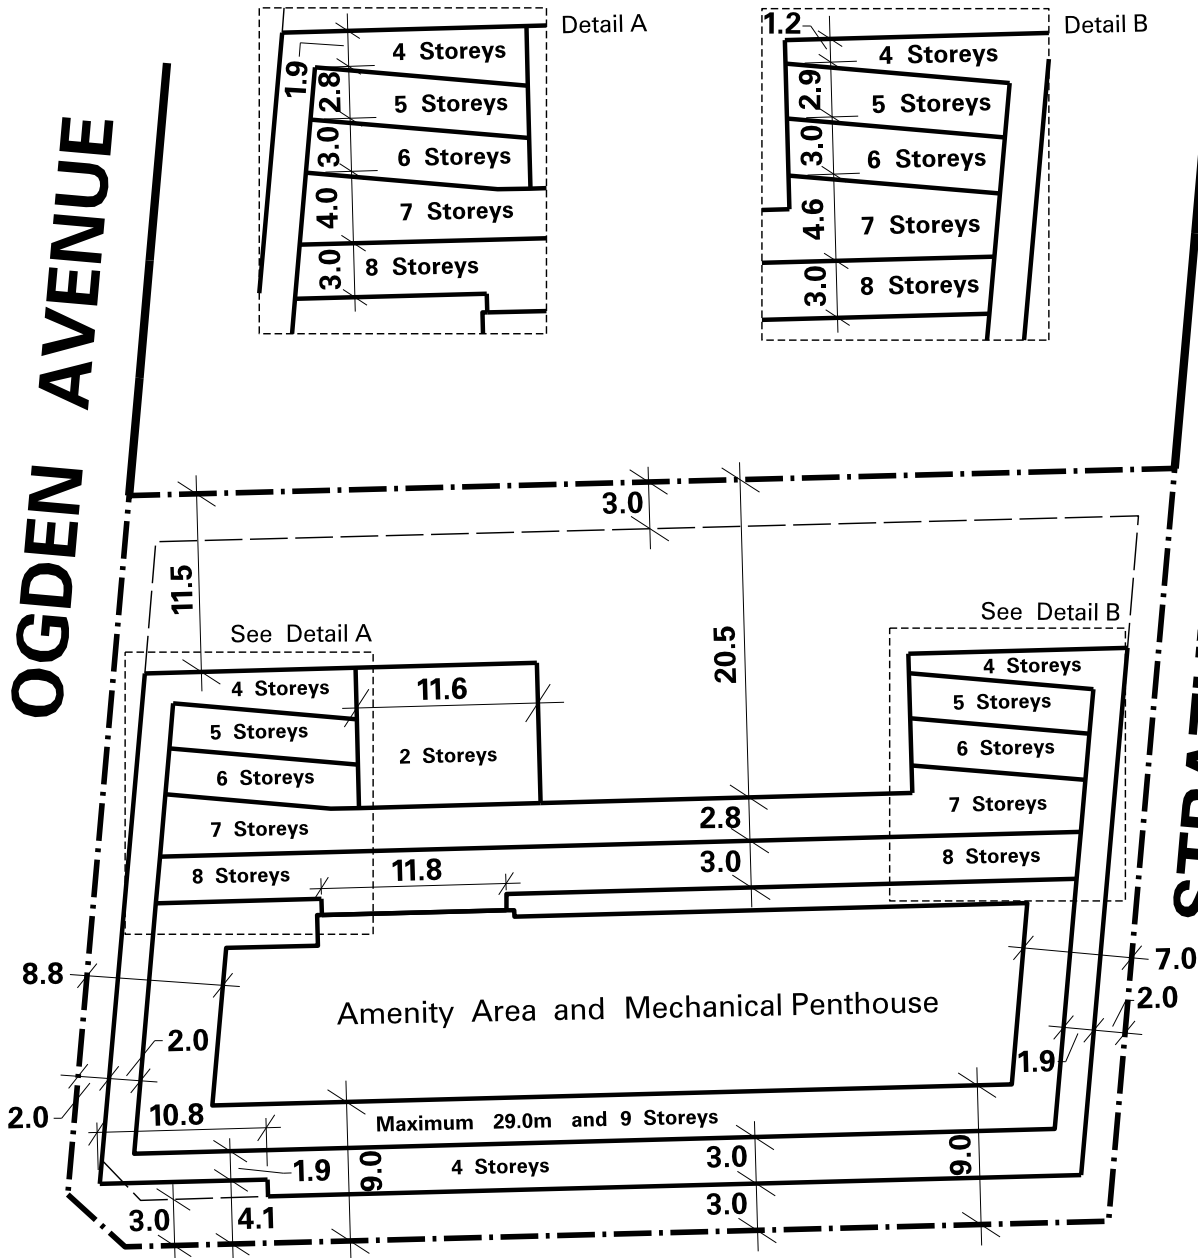 Detail A
Detail B
1.9
4 Storeys
2.8
5 Storeys
3.0
6 Storeys
4.0
7 Storeys
3.0
8 Storeys
1.2
4 Storeys
2.9
5 Storeys
3.0
6 Storeys
4.6
7 Storeys
3.0
8 Storeys
OGDEN AVENUE
3.0
11.5
20.5
See Detail A
See Detail B
4 Storeys
11.6
4 Storeys
5 Storeys
5 Storeys
6 Storeys
2 Storeys
6 Storeys
7 Storeys
2.8
7 Storeys
8 Storeys
11.8
3.0
8 Storeys
8.8
7.0
Amenity Area and Mechanical Penthouse
2.0
2.0
1.9
2.0
10.8
Maximum 29.0m and 9 Storeys
1.9
9.0
4 Storeys
3.0
9.0
3.0
4.1
3.0